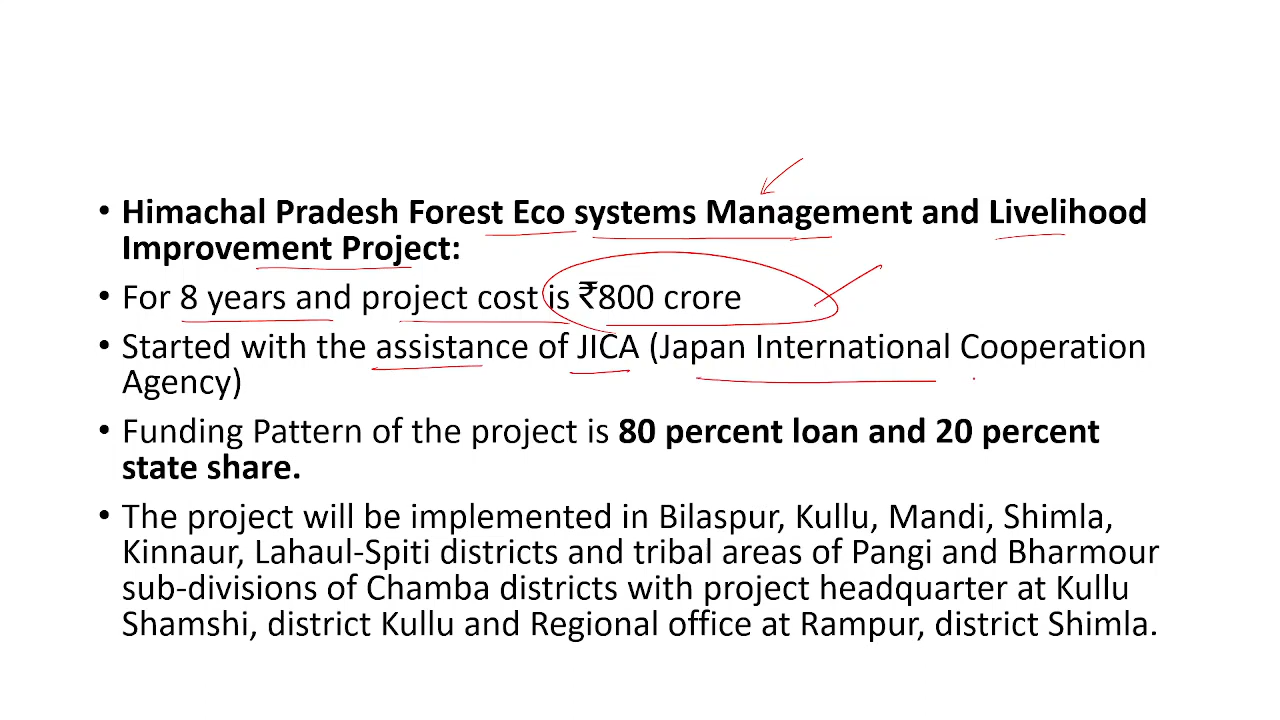 • Himachal Pradesh Forest Eco systems Management and Livelihood
Improvement Project:
• For 8 years and project cost is ₹800 crore
• Started with the assistance of JICA (Japan International Cooperation
Agency)
• Funding Pattern of the project is 80 percent loan and 20 percent
state share.
• The project will be implemented in Bilaspur, Kullu, Mandi, Shimla,
Kinnaur, Lahaul-Spiti districts and tribal areas of Pangi and Bharmour
sub-divisions of Chamba districts with project headquarter at Kullu
Shamshi, district Kullu and Regional office at Rampur, district Shimla.